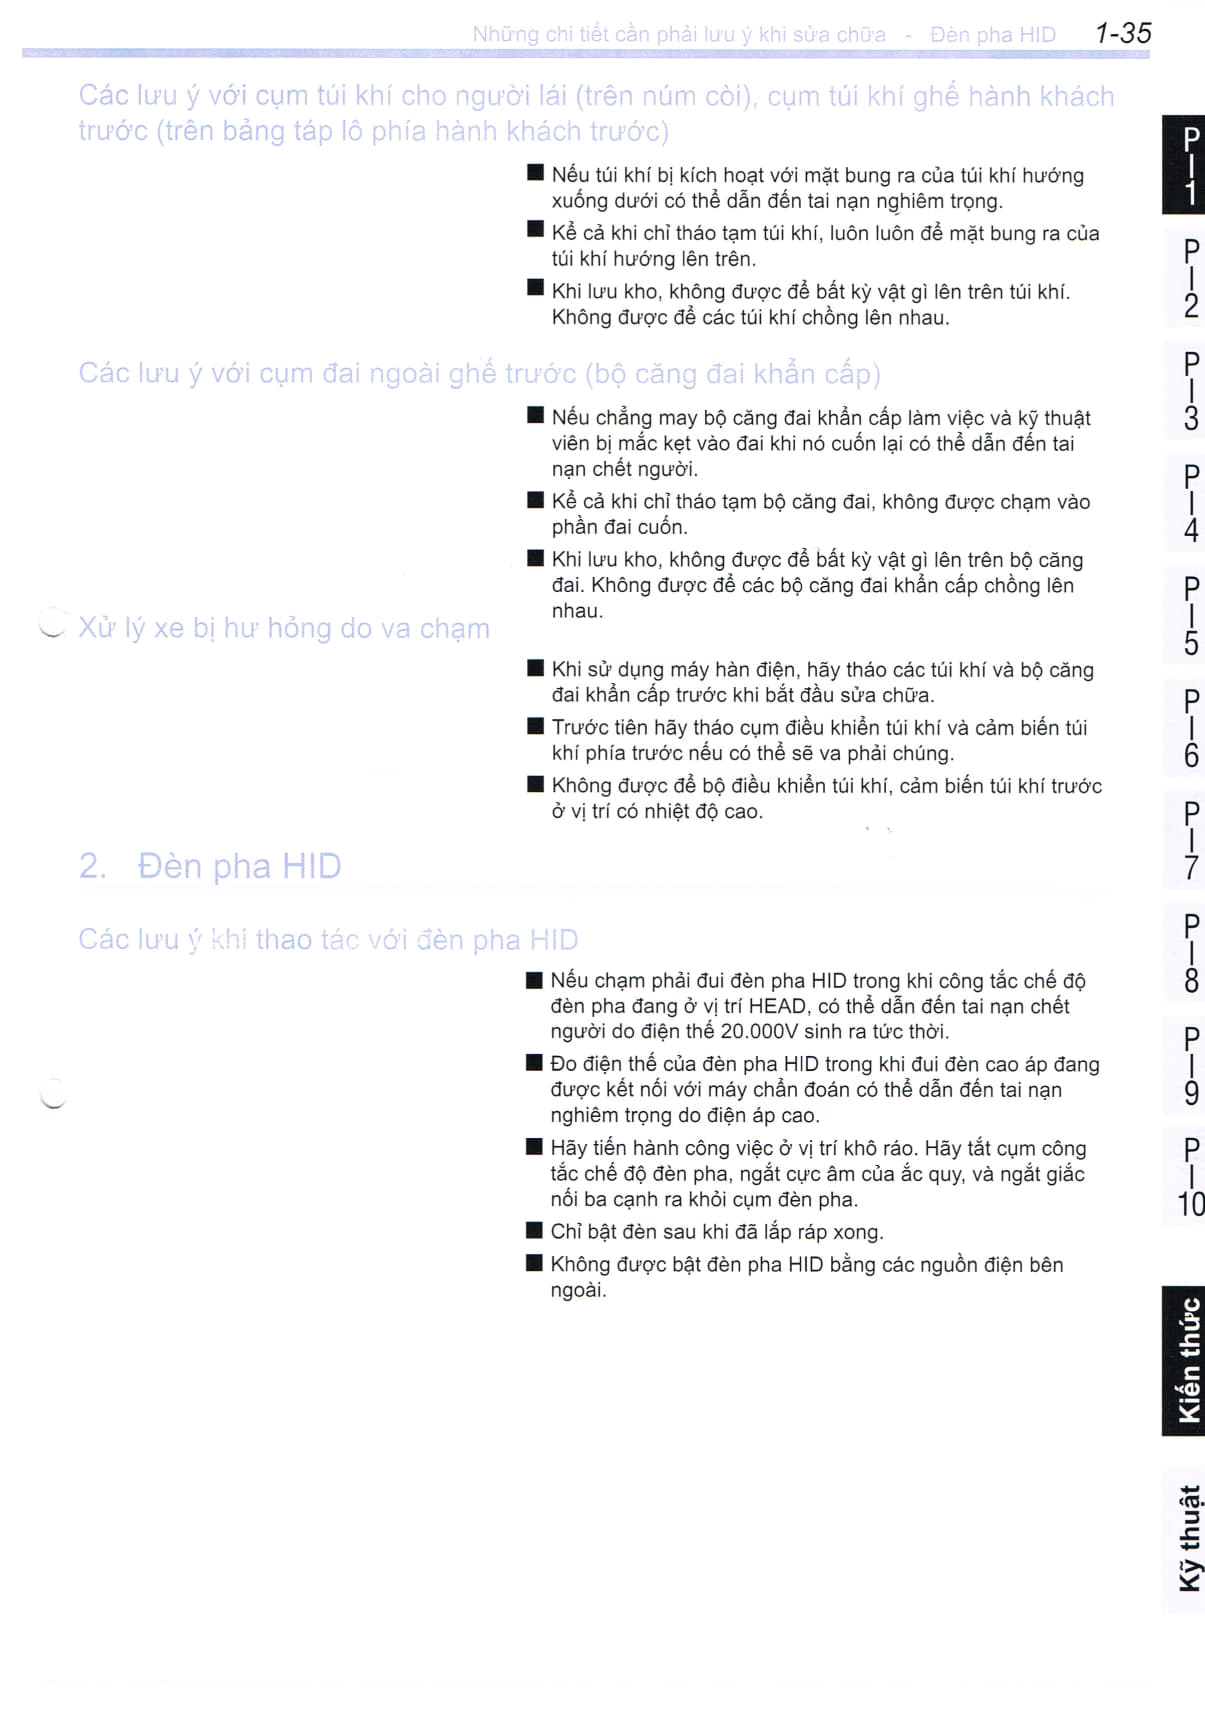 Những chi tiết cần phải lưu ý khi sửa chữa - Đèn pha HID 1-35
Các lưu ý với cụm túi khí cho người lái (trên núm còi), cụm túi khí ghế hành khách
trước (trên bảng táp lô phía hành khách trước)
■ Nếu túi khí bị kích hoạt với mặt bung ra của túi khí hướng
xuống dưới có thể dẫn đến tai nạn nghiêm trọng.
■ Kể cả khi chỉ tháo tạm túi khí, luôn luôn để mặt bung ra của
túi khí hướng lên trên.
■ Khi lưu kho, không được để bất kỳ vật gì lên trên túi khí.
Không được để các túi khí chồng lên nhau.
Các lưu ý với cụm đai ngoài ghế trước (bộ căng đai khẩn cấp)
■ Nếu chẳng may bộ căng đai khẩn cấp làm việc và kỹ thuật
viên bị mắc kẹt vào đai khi nó cuốn lại có thể dẫn đến tai
nạn chết người.
■ Kể cả khi chỉ tháo tạm bộ căng đai, không được chạm vào
phần đai cuốn.
■ Khi lưu kho, không được để bất kỳ vật gì lên trên bộ căng
đai. Không được để các bộ căng đai khẩn cấp chồng lên
nhau.
Xử lý xe bị hư hỏng do va chạm
■ Khi sử dụng máy hàn điện, hãy tháo các túi khí và bộ căng
đai khẩn cấp trước khi bắt đầu sửa chữa.
■ Trước tiên hãy tháo cụm điều khiển túi khí và cảm biến túi
khí phía trước nếu có thể sẽ va phải chúng.
■ Không được để bộ điều khiển túi khí, cảm biến túi khí trước
ở vị trí có nhiệt độ cao.
2. Đèn pha HID
Các lưu ý khi thao tác với đèn pha HID
■ Nếu chạm phải đui đèn pha HID trong khi công tắc chế độ
đèn pha đang ở vị trí HEAD, có thể dẫn đến tai nạn chết
người do điện thế 20.000V sinh ra tức thời.
■ Đo điện thế của đèn pha HID trong khi đui đèn cao áp đang
được kết nối với máy chẩn đoán có thể dẫn đến tai nạn
nghiêm trọng do điện áp cao.
■ Hãy tiến hành công việc ở vị trí khô ráo. Hãy tắt cụm công
tắc chế độ đèn pha, ngắt cực âm của ắc quy, và ngắt giắc
nối ba cạnh ra khỏi cụm đèn pha.
■ Chỉ bật đèn sau khi đã lắp ráp xong.
■ Không được bật đèn pha HID bằng các nguồn điện bên
ngoài.
P-1
P-2
P-3
P-4
P-5
P-6
P-7
P-8
P-9
P-10
Kiến thức
Kỹ thuật